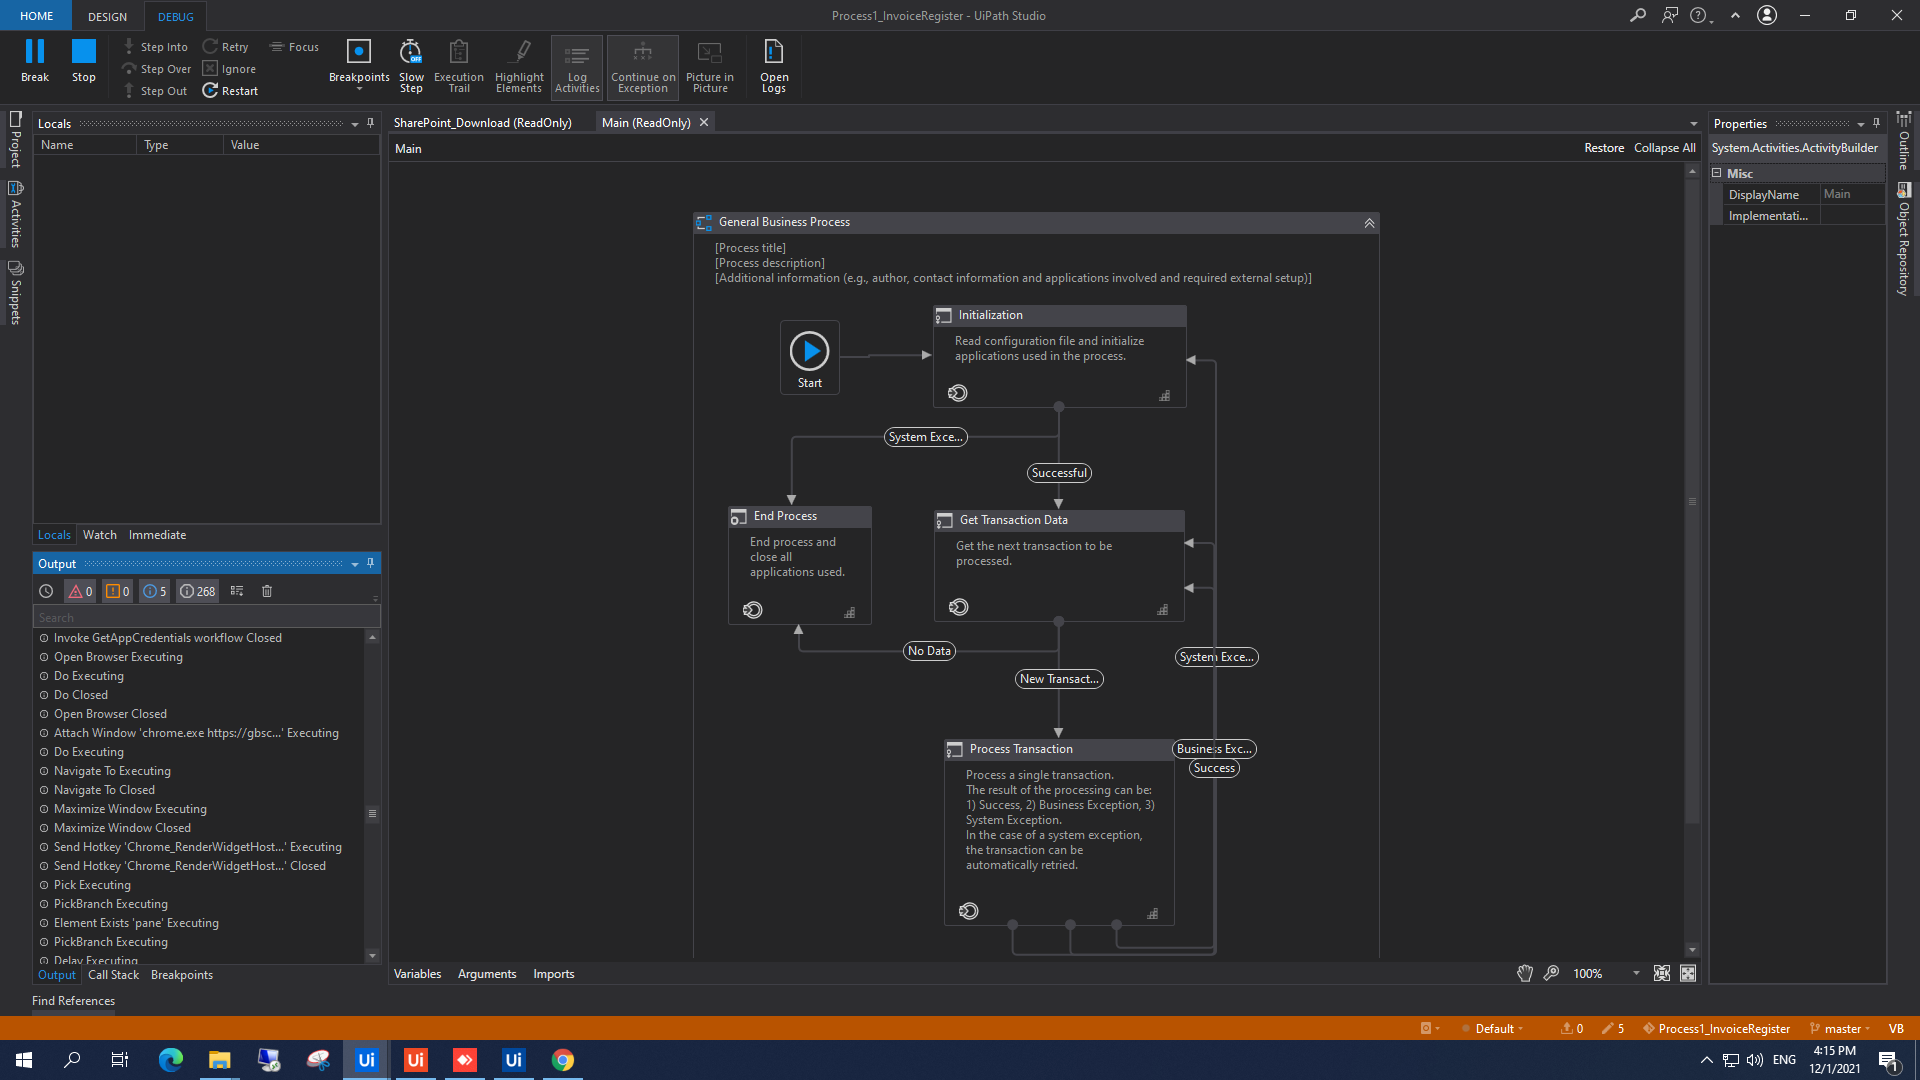 HOME
DESIGN
DEBUG
Process1_InvoiceRegister - UiPath Studio
Break
Stop
Step Into
Step Over
Step Out
Retry
Ignore
Restart
Focus
Breakpoints
Slow
Step
Execution
Trail
Highlight
Elements
Log
Activities
Continue on
Exception
Picture in
Picture
Open
Logs
Project
Activities
Snippets
Locals
Name
Type
Value
Locals
Watch
Immediate
Output
0
0
5
268
Search
Invoke GetAppCredentials workflow Closed
Open Browser Executing
Do Executing
Do Closed
Open Browser Closed
Attach Window 'chrome.exe https://gbsc...' Executing
Do Executing
Navigate To Executing
Navigate To Closed
Maximize Window Executing
Maximize Window Closed
Send Hotkey 'Chrome_RenderWidgetHost...' Executing
Send Hotkey 'Chrome_RenderWidgetHost...' Closed
Pick Executing
PickBranch Executing
Element Exists 'pane' Executing
PickBranch Executing
Delay Executing
Output
Call Stack
Breakpoints
Find References
SharePoint_Download (ReadOnly)
Main (ReadOnly)
Main
Restore
Collapse All
General Business Process
[Process title]
[Process description]
[Additional information (e.g., author, contact information and applications involved and required external setup)]
Start
Initialization
Read configuration file and initialize
applications used in the process.
System Exce...
Successful
End Process
End process and
close all
applications used.
Get Transaction Data
Get the next transaction to be
processed.
No Data
New Transact...
System Exce...
Process Transaction
Business Exc...
Success
Process a single transaction.
The result of the processing can be:
1) Success, 2) Business Exception, 3)
System Exception.
In the case of a system exception,
the transaction can be
automatically retried.
Variables
Arguments
Imports
100%
Properties
System.Activities.ActivityBuilder
Misc
DisplayName
Main
Implementati...
Outline
Object Repository
Default
0
5
Process1_InvoiceRegister
master
VB
Ui
Ui
Ui
ENG
4:15 PM
12/1/2021
1